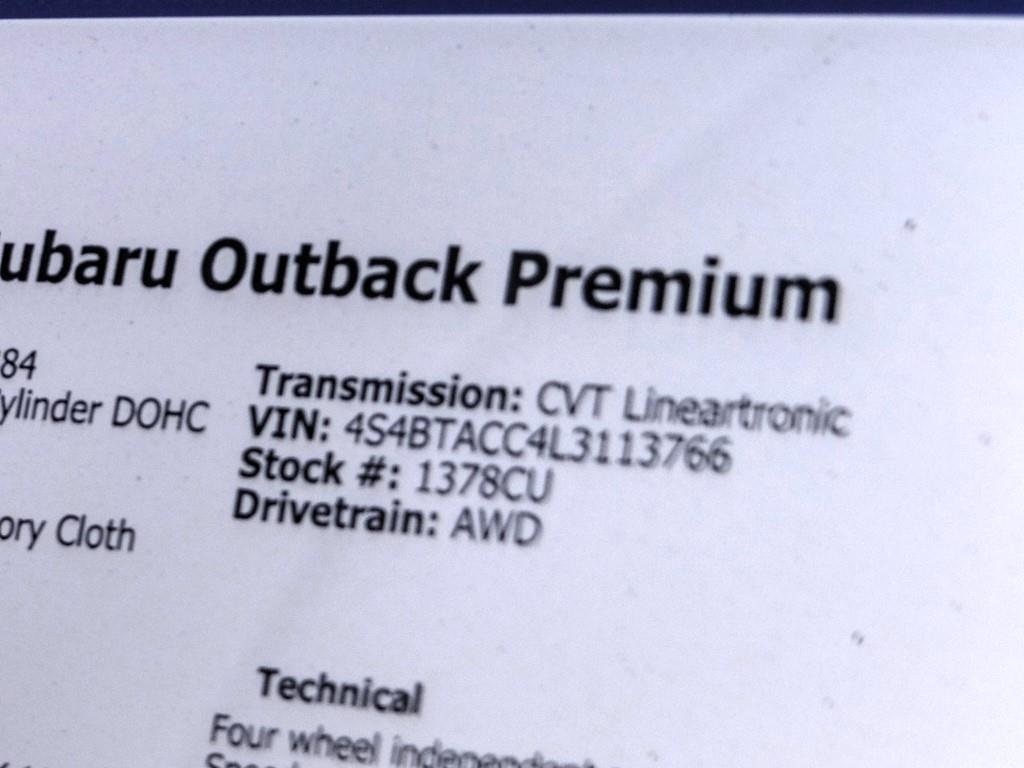 ubaru Outback Premium
84
ylinder DOHC
ory Cloth
Transmission: CVT Lineartronic
VIN: 4S4BTACC4L3113766
Stock #: 1378CU
Drivetrain: AWD
Technical
Four wheel independent